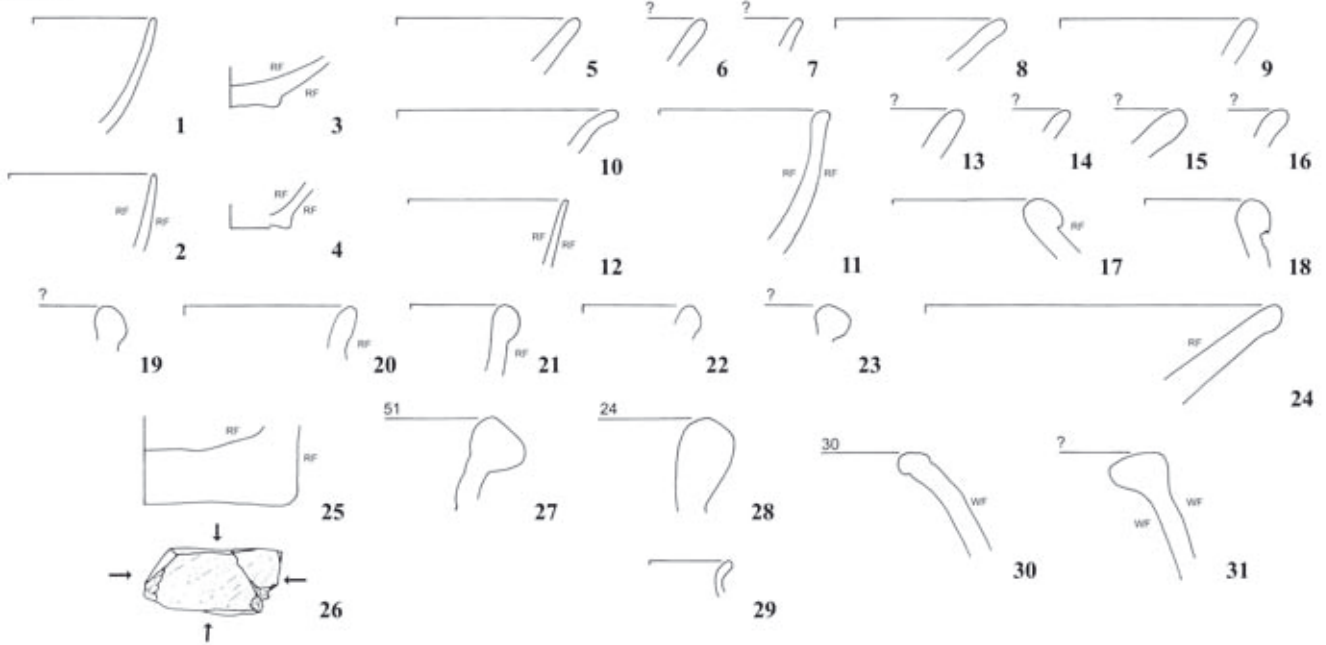 ? ?
RF
RF
1 3 5 6 7 8 9
? ? ? ?
RF RF
10 13 14 15 16
RF RF
RF RF
RF
2 4 12 11 17 18
? ?
RF
RF
RF
19 20 21 22 23 24
51 24
RF
RF
30 ?
WF
WF
WF
25 27 28
26 29 30 31